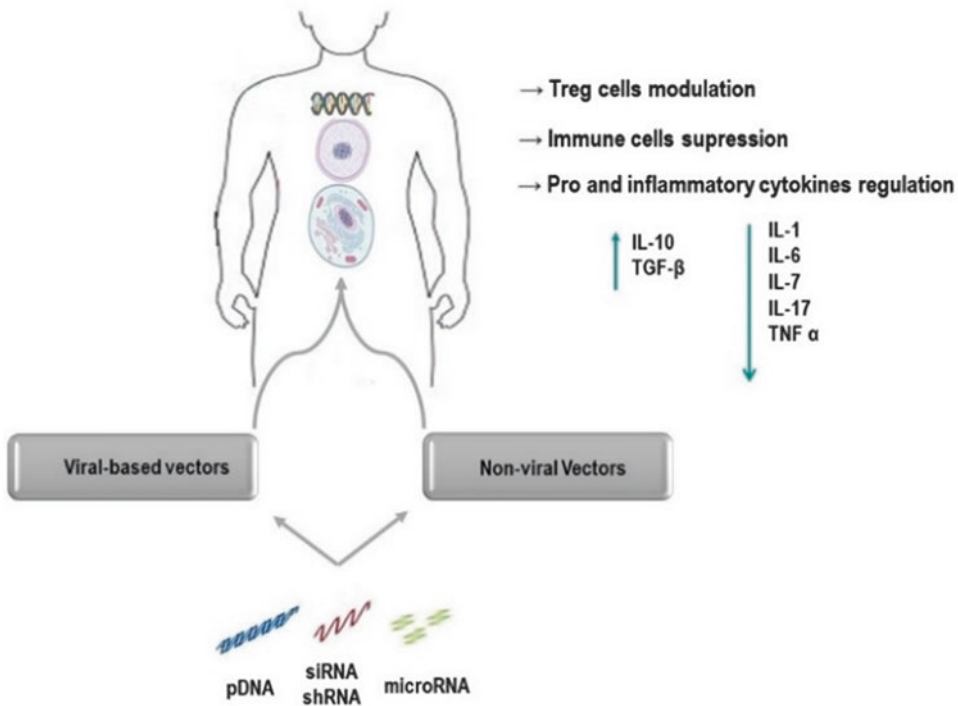 → Treg cells modulation
→ Immune cells supression
→ Pro and inflammatory cytokines regulation
IL-10
TGF-β
IL-1
IL-6
IL-7
IL-17
TNF α
Viral-based vectors
Non-viral Vectors
pDNA
siRNA
shRNA
microRNA